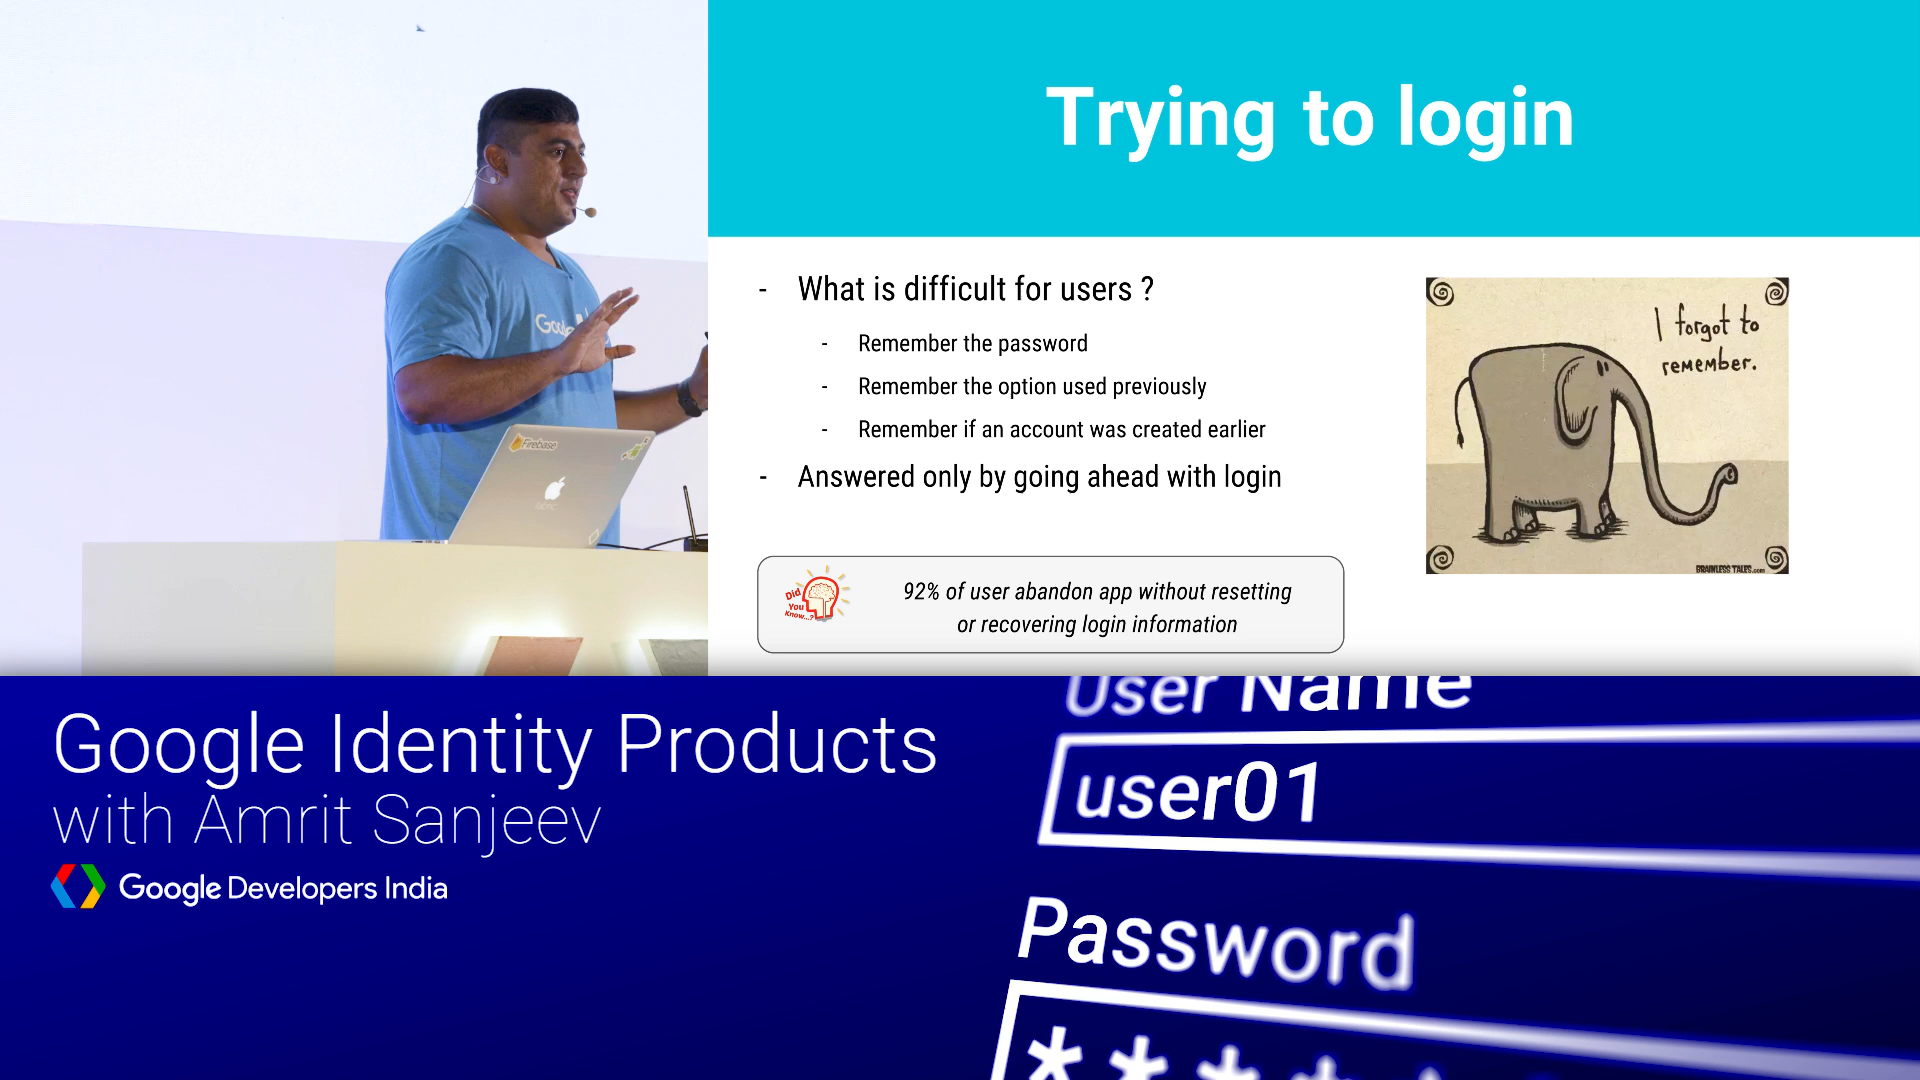 Trying to login
- What is difficult for users ?
- Remember the password
- Remember the option used previously
- Remember if an account was created earlier
- Answered only by going ahead with login
I forgot to
remember.
BRAINLESS TALES.com
Did
You
Know...?
92% of user abandon app without resetting
or recovering login information
Firebase
Google Identity Products
with Amrit Sanjeev
Google Developers India
User Name
user01
Password
****